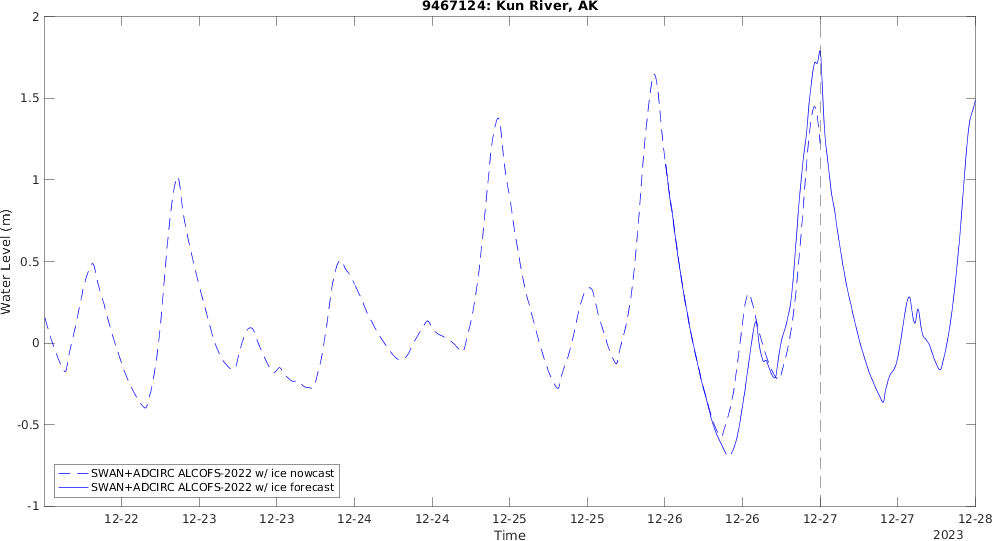 9467124: Kun River, AK
2
1.5
1
0.5
0
-0.5
-1
Water Level (m)
SWAN+ADCIRC ALCOFS-2022 w/ ice nowcast
SWAN+ADCIRC ALCOFS-2022 w/ ice forecast
12-22 12-23 12-23 12-24 12-24 12-25 12-25 12-26 12-26 12-27 12-27 12-28
Time
2023